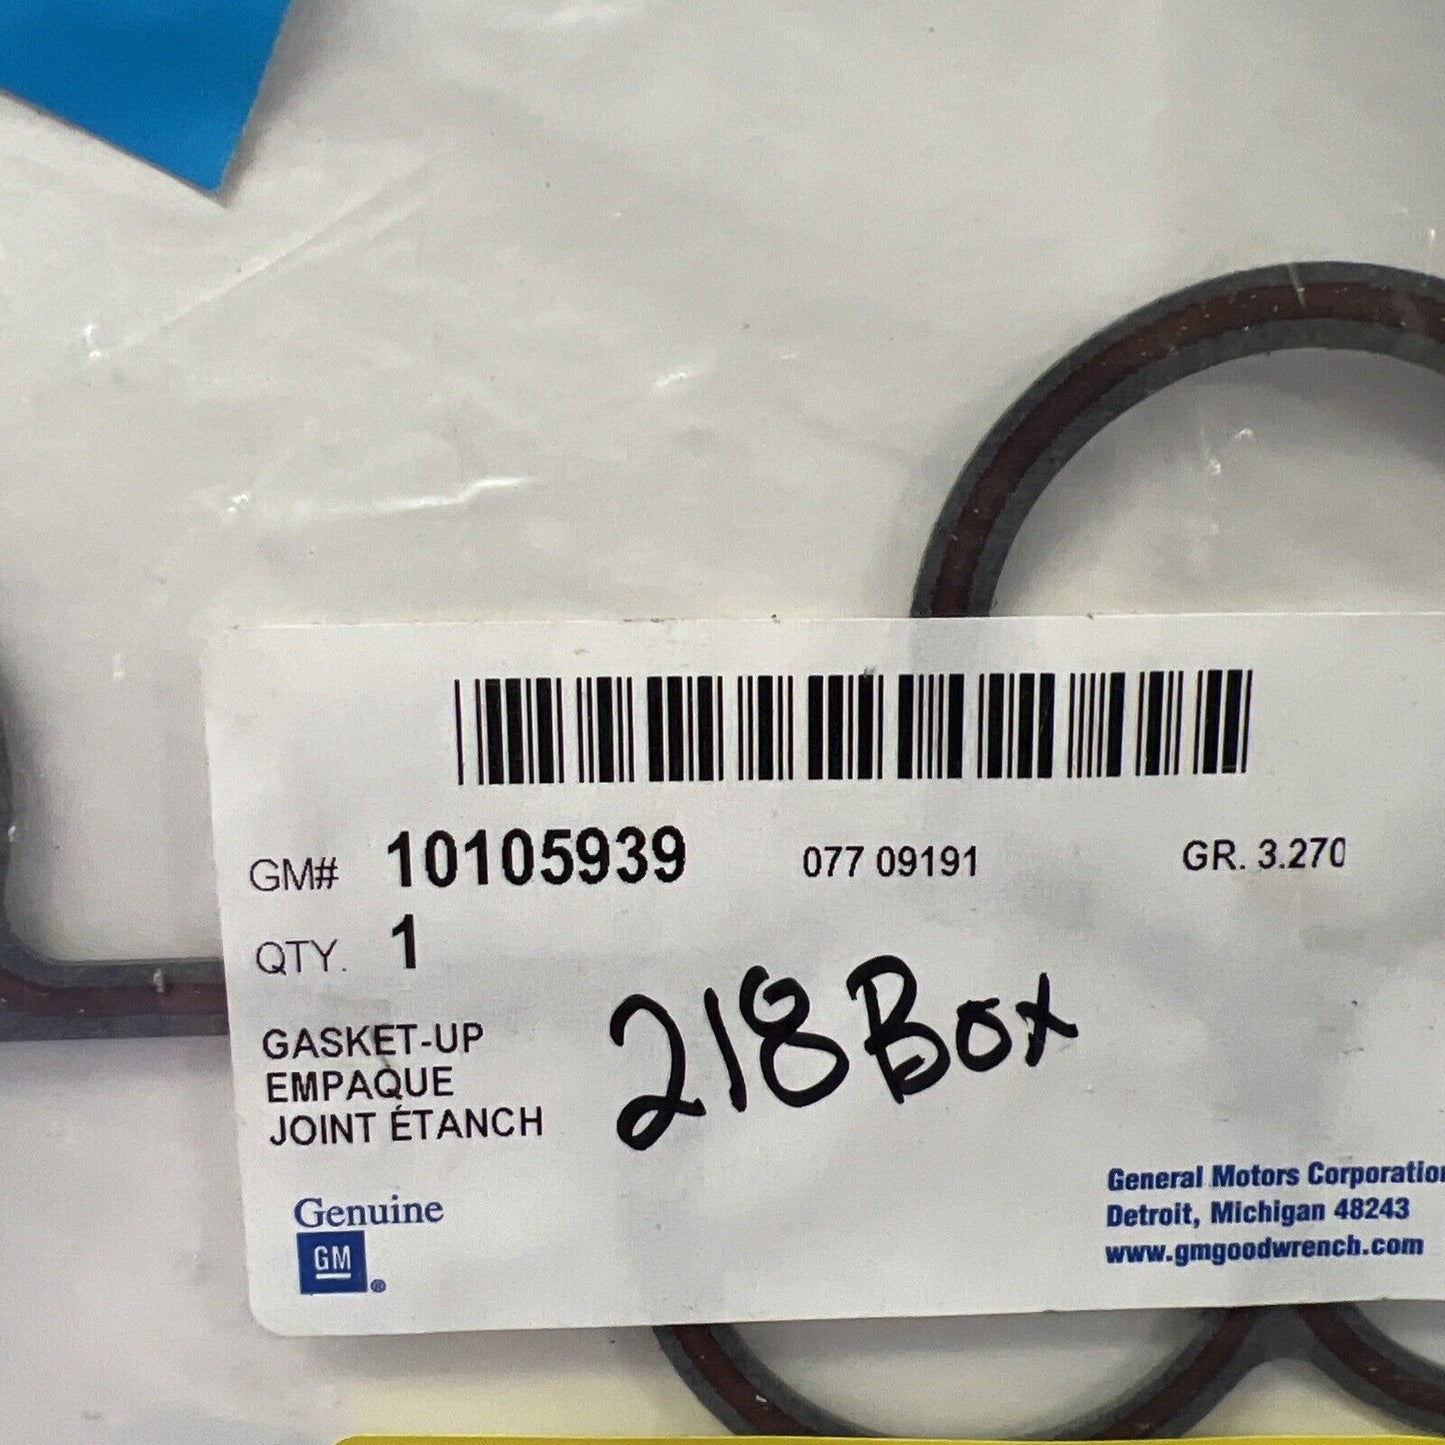 GM# 10105939 077 09191 GR. 3.270
QTY. 1
GASKET-UP
EMPAQUE
JOINT ÉTANCH
218 Box
Genuine
GM ®
General Motors Corporation
Detroit, Michigan 48243
www.gmgoodwrench.com